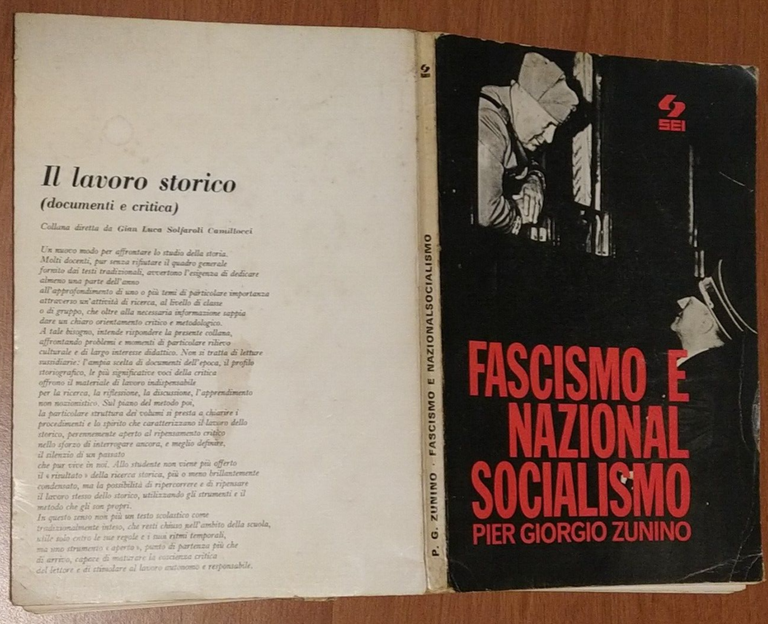 Il lavoro storico
(documenti e critica)
Collana diretta da Gian Luca Solfaroli Camillocci
Un nuovo modo per affrontare lo studio della storia.
Molti docenti, pur senza rifiutare il quadro generale
fornito dai testi tradizionali, avvertono l'esigenza di dedicare
almeno una parte dell'anno
all'approfondimento di uno o più temi di particolare importanza
attraverso un'attività di ricerca, al livello di classe
o di gruppo, che oltre alla necessaria informazione sappia
dare un chiaro orientamento critico e metodologico.
A tale bisogno, intende rispondere la presente collana,
affrontando problemi e momenti di particolare rilievo
culturale e di largo interesse didattico. Non si tratta di letture
sussidiarie: l'ampia scelta di documenti dell'epoca, il profilo
storiografico, le più significative voci della critica
offrono il materiale di lavoro indispensabile
per la ricerca, la riflessione, la discussione, l'apprendimento
non nozionistico. Sul piano del metodo poi,
la particolare struttura dei volumi si presta a chiarire i
procedimenti e lo spirito che caratterizzano il lavoro dello
storico, perennemente aperto al ripensamento critico
nello sforzo di interrogare ancora, e meglio definire,
il silenzio di un passato
che pur vive in noi. Allo studente non viene più offerto
il « risultato » della ricerca storica, più o meno brillantemente
condensato, ma la possibilità di ripercorrere e di ripensare
il lavoro stesso dello storico, utilizzando gli strumenti e il
metodo che gli son propri.
In questo senso non più un testo scolastico come
tradizionalmente inteso, che resti chiuso nell'ambito della scuola,
utile solo entro le sue regole e i suoi ritmi temporali,
ma uno strumento « aperto », punto di partenza più che
di arrivo, capace di maturare la coscienza critica
del lettore e di stimolare al lavoro autonomo e responsabile.
SEI
P. G. ZUNINO - FASCISMO E NAZIONALSOCIALISMO
SEI
FASCISMO E
NAZIONAL
SOCIALISMO
PIER GIORGIO ZUNINO